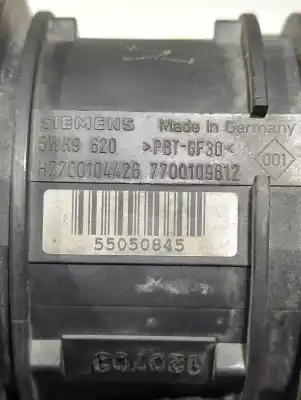 SIEMENS Made in Germany
5WK9 620 >PBT-GF30<
H7700104426 7700109812
001
55050845